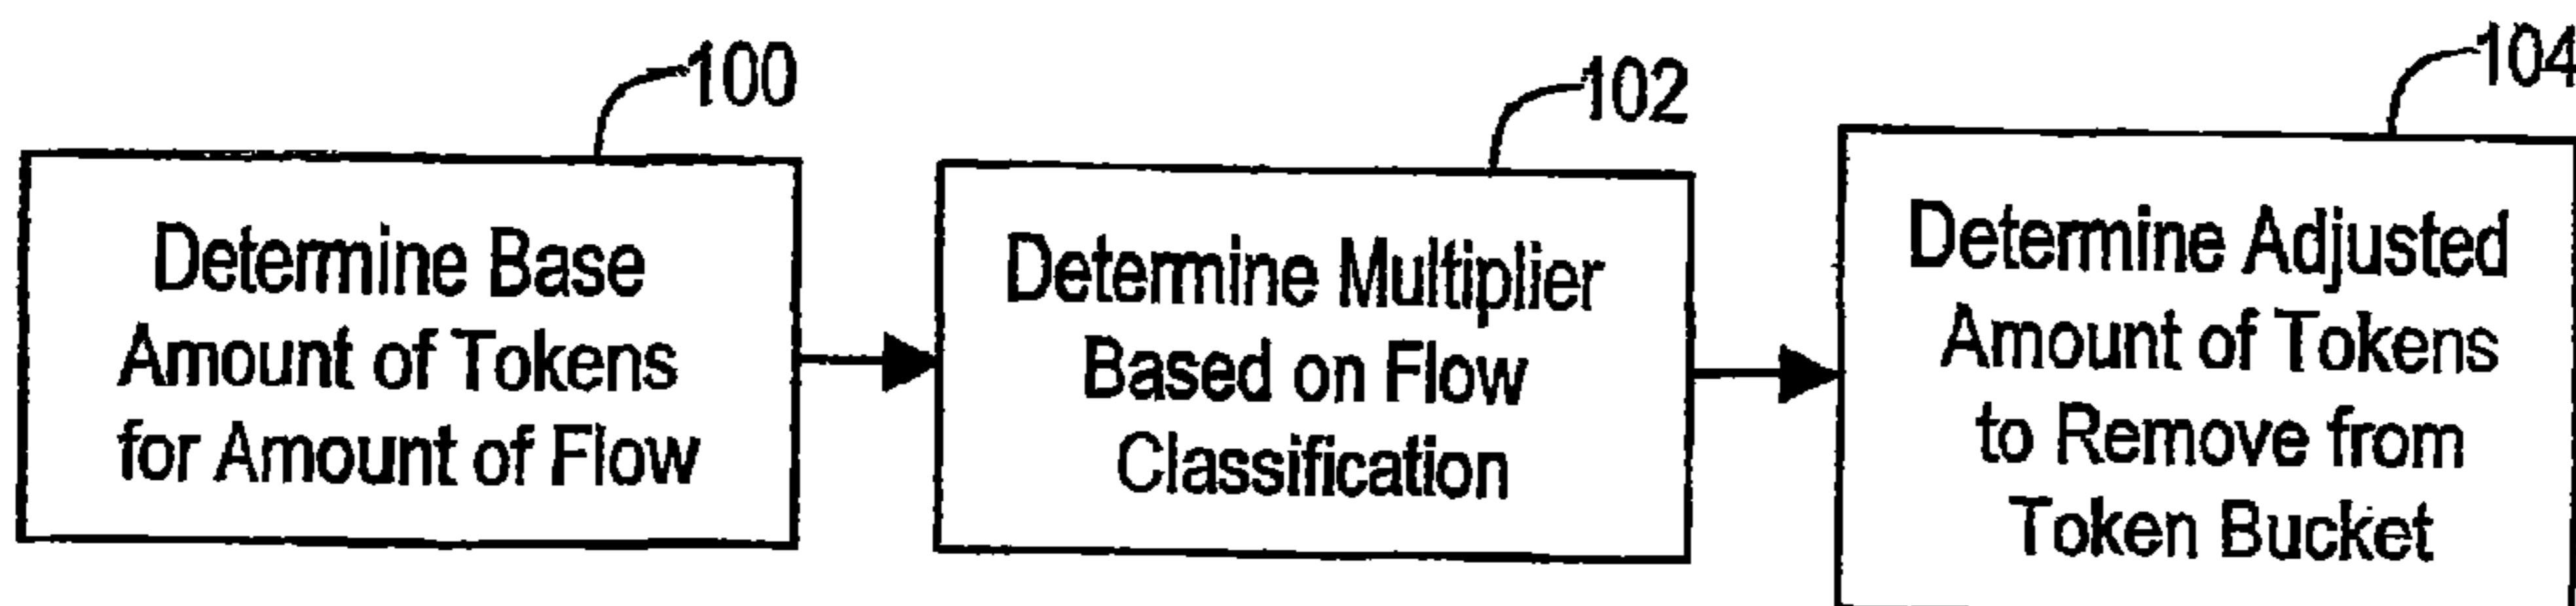 100
Determine Base
Amount of Tokens
for Amount of Flow
102
Determine Multiplier
Based on Flow
Classification
104
Determine Adjusted
Amount of Tokens
to Remove from
Token Bucket